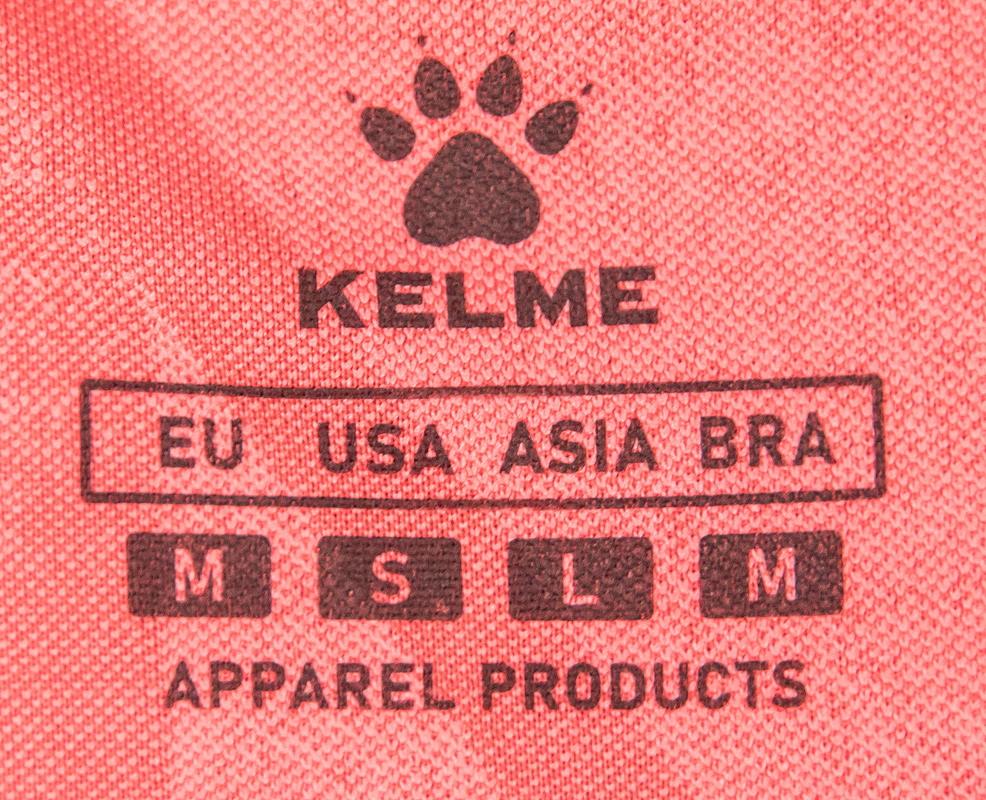 KELME
EU USA ASIA BRA
M S L M
APPAREL PRODUCTS